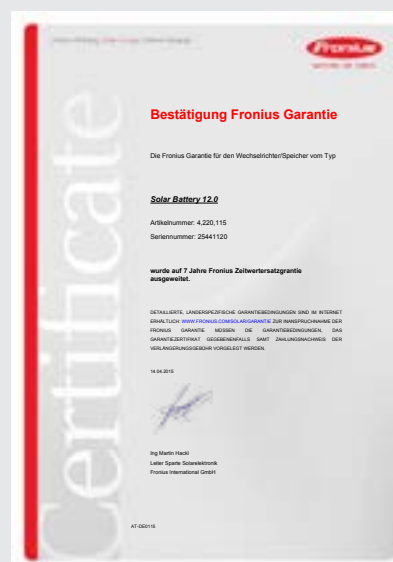 Fronius
Certificate
Bestätigung Fronius Garantie
Die Fronius Garantie für den Wechselrichter/Speicher vom Typ
Solar Battery 12.0
Artikelnummer: 4,220,115
Seriennummer: 25441120
wurde auf 7 Jahre Fronius Zeitwertersatzgrantie
ausgeweitet.
DETAILLIERTE, LÄNDERSPEZIFISCHE GARANTIEBEDINGUNGEN SIND IM INTERNET
ERHÄLTLICH: WWW.FRONIUS.COM/SOLAR/GARANTIE ZUR INANSPRUCHNAHME DER
FRONIUS GARANTIE MÜSSEN DIE GARANTIEBEDINGUNGEN, DAS
GARANTIEZERTIFIKAT GEGEBENENFALLS SAMT ZAHLUNGSNACHWEIS DER
VERLÄNGERUNGSGEBÜHR VORGELEGT WERDEN.
14.04.2015
Ing Martin Hackl
Leiter Sparte Solarelektronik
Fronius International GmbH
AT-DE0115